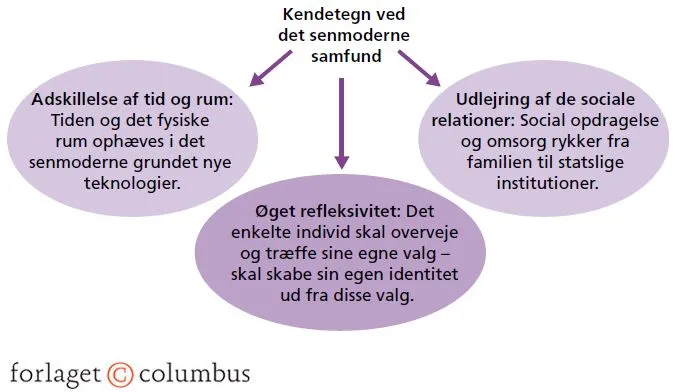 Kendetegn ved
det senmoderne
samfund
Adskillelse af tid og rum:
Tiden og det fysiske
rum ophæves i det
senmoderne grundet nye
teknologier.
Udlejring af de sociale
relationer: Social opdragelse
og omsorg rykker fra
familien til statslige
institutioner.
Øget refleksivitet: Det
enkelte individ skal overveje
og træffe sine egne valg –
skal skabe sin egen identitet
ud fra disse valg.
forlaget © columbus